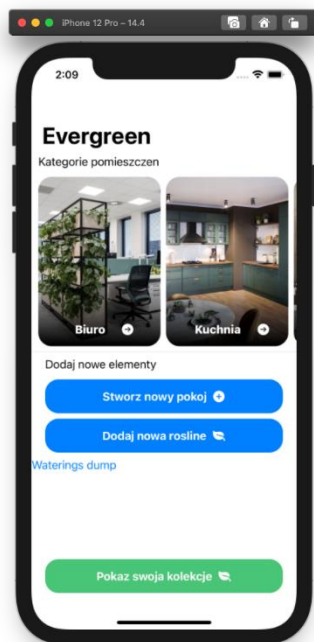 iPhone 12 Pro – 14.4
2:09
Evergreen
Kategorie pomieszczen
Biuro
Kuchnia
Dodaj nowe elementy
Stworz nowy pokoj
Dodaj nowa rosline
Waterings dump
Pokaz swoja kolekcje